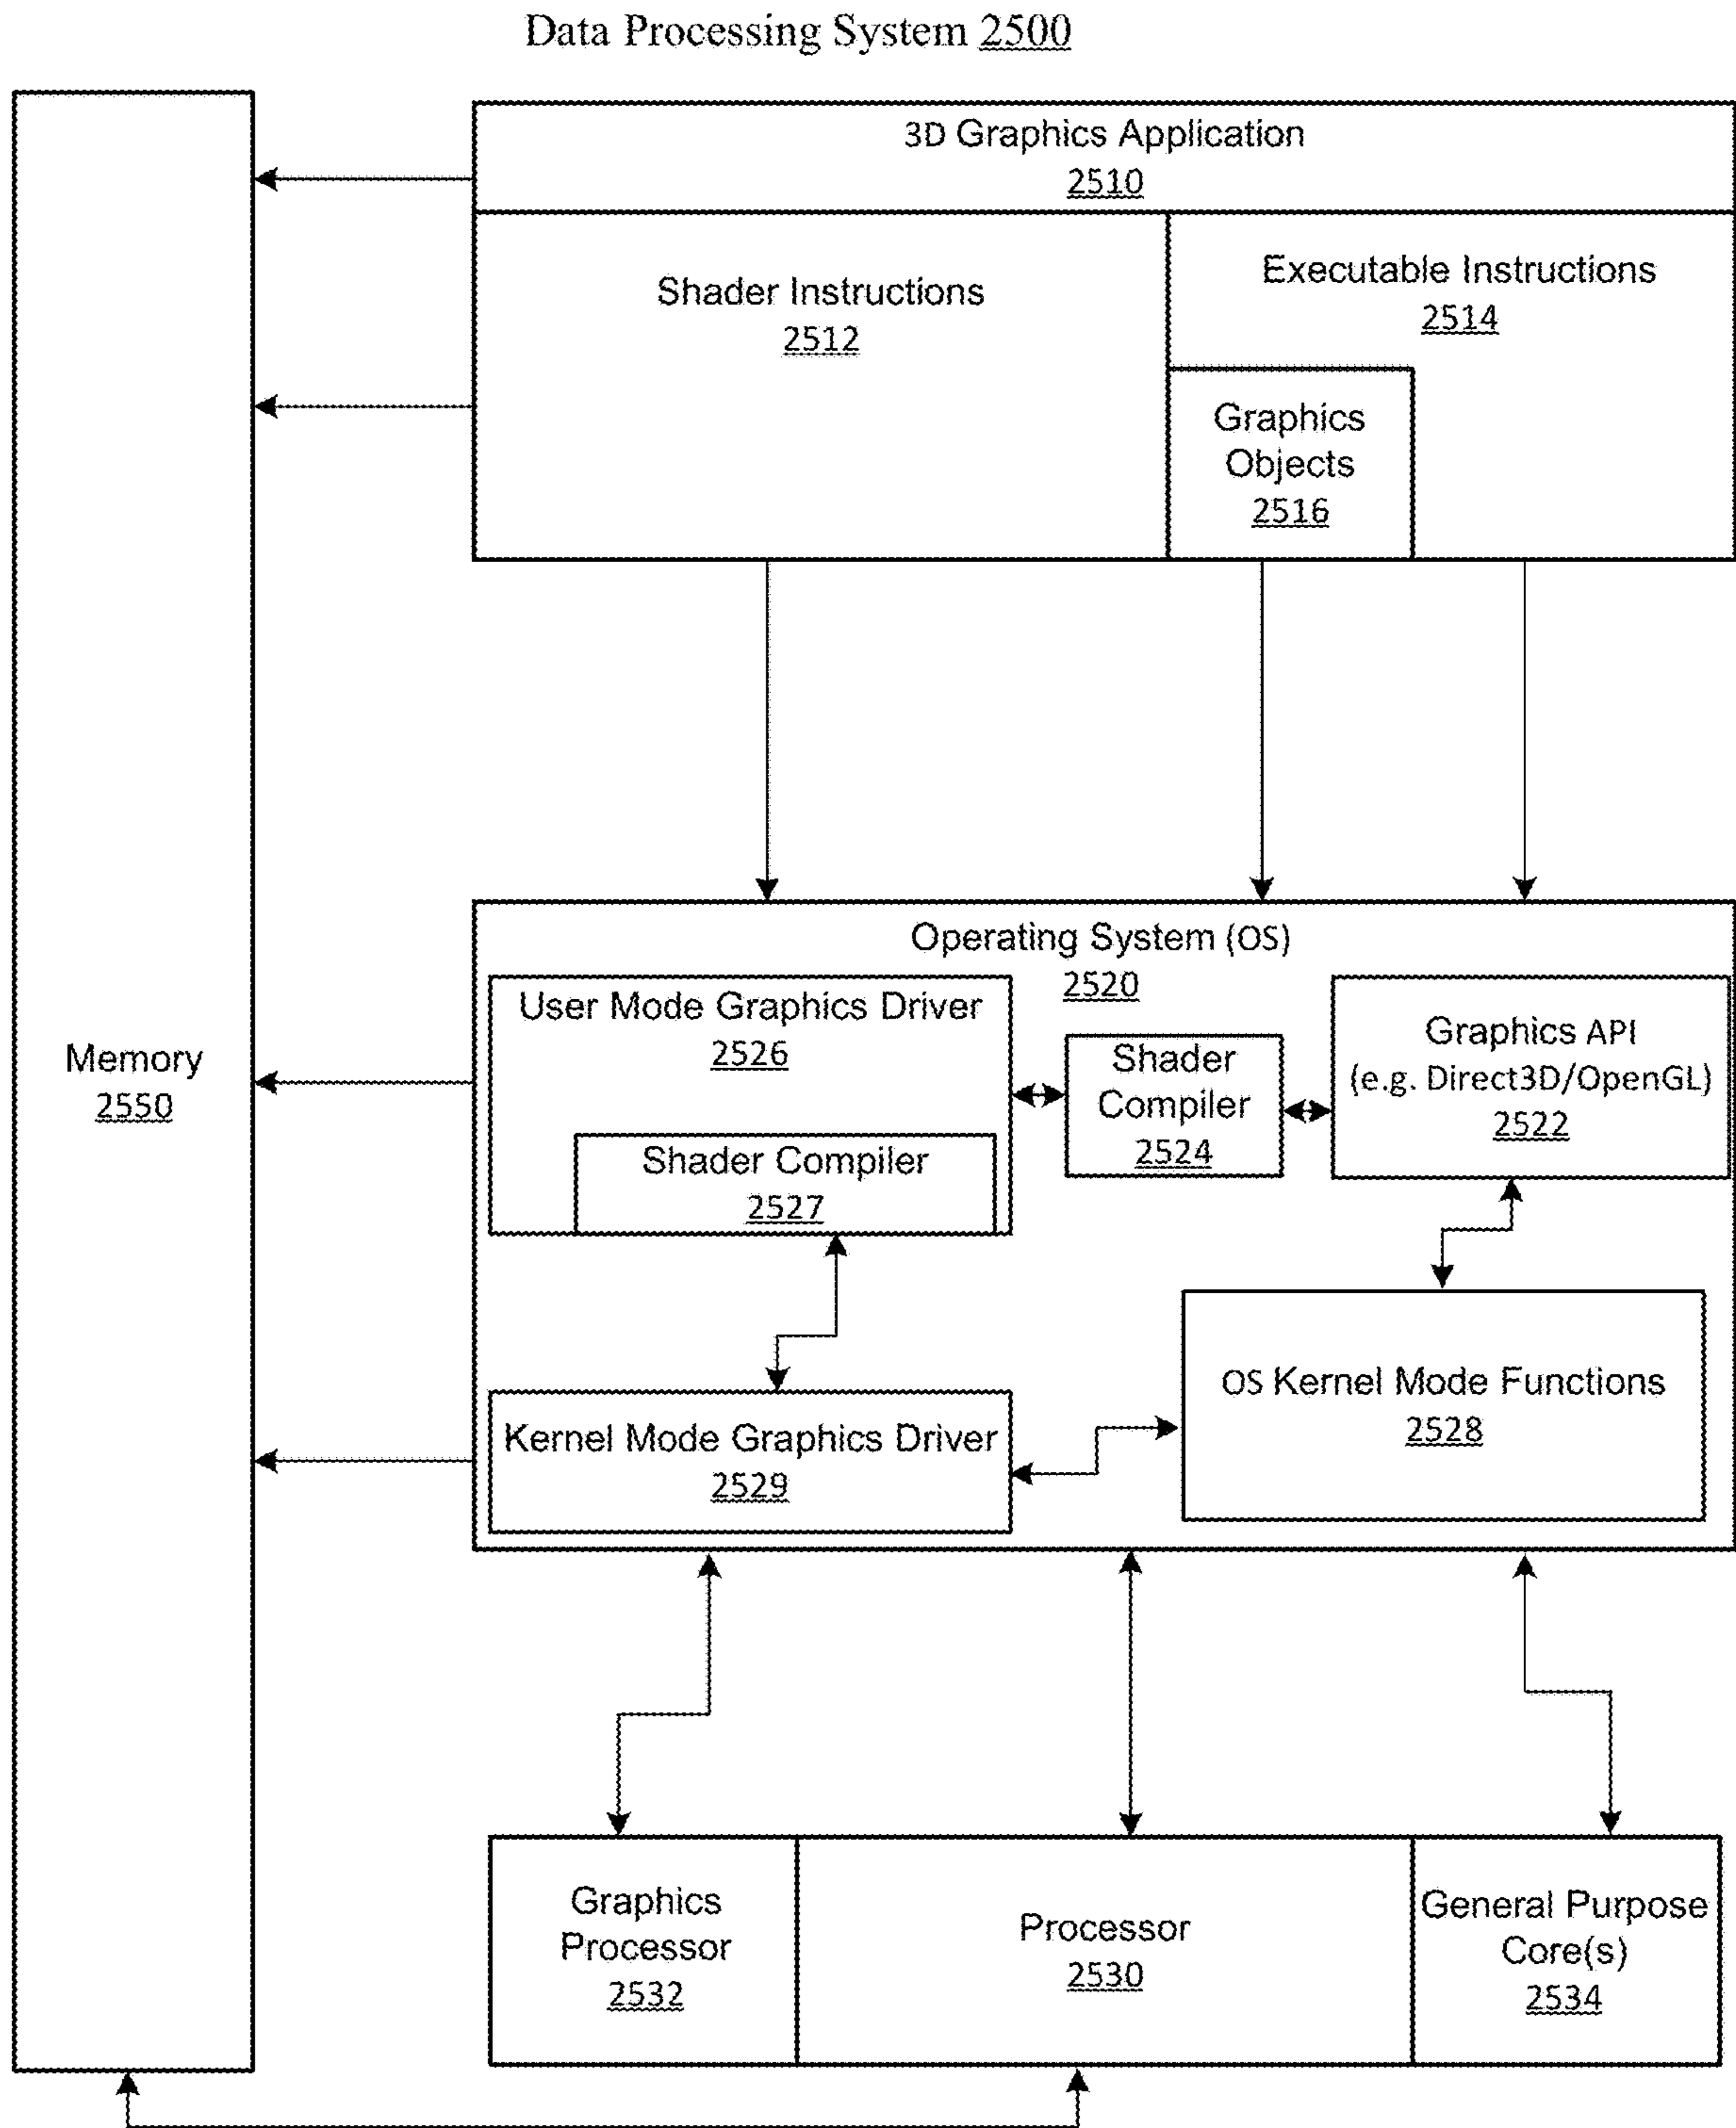 Data Processing System 2500
3D Graphics Application
2510
Shader Instructions
2512
Executable Instructions
2514
Graphics
Objects
2516
Operating System (OS)
2520
User Mode Graphics Driver
2526
Shader Compiler
2527
Shader
Compiler
2524
Graphics API
(e.g. Direct3D/OpenGL)
2522
Memory
2550
OS Kernel Mode Functions
2528
Kernel Mode Graphics Driver
2529
Graphics
Processor
2532
Processor
2530
General Purpose
Core(s)
2534